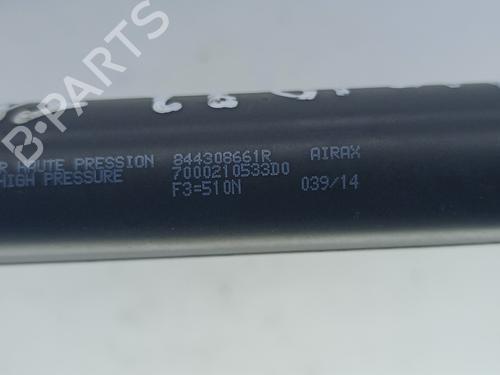 HAUTE PRESSION 844308661R AIRAX
HIGH PRESSURE 7000210533D0
F3=510N 039/14
B-PARTS